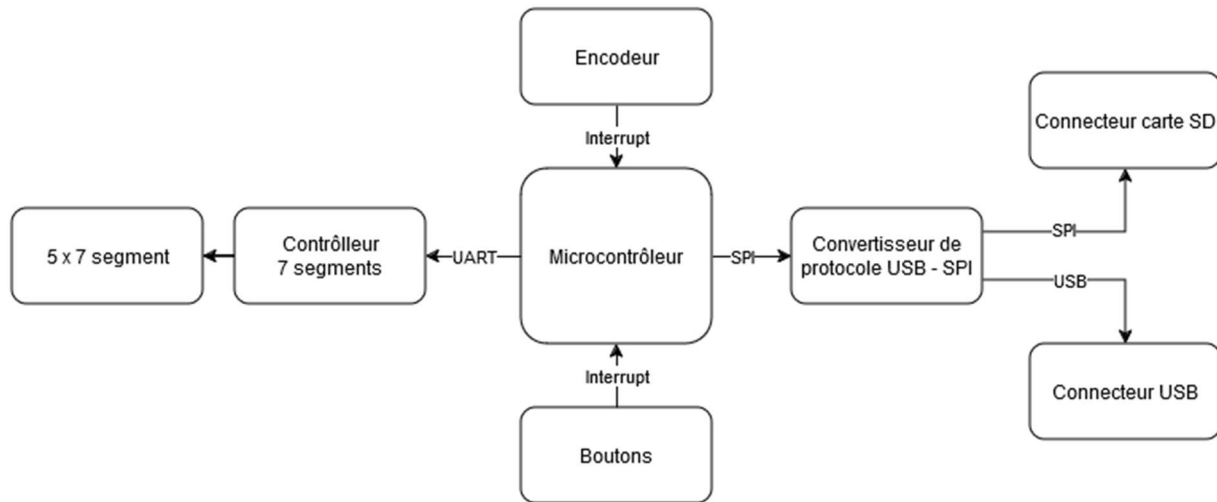 Encodeur
Interrupt
Connecteur carte SD
5 x 7 segment
Contrôlleur
7 segments
UART
Microcontrôleur
SPI
Convertisseur de
protocole USB - SPI
SPI
USB
Interrupt
Connecteur USB
Boutons